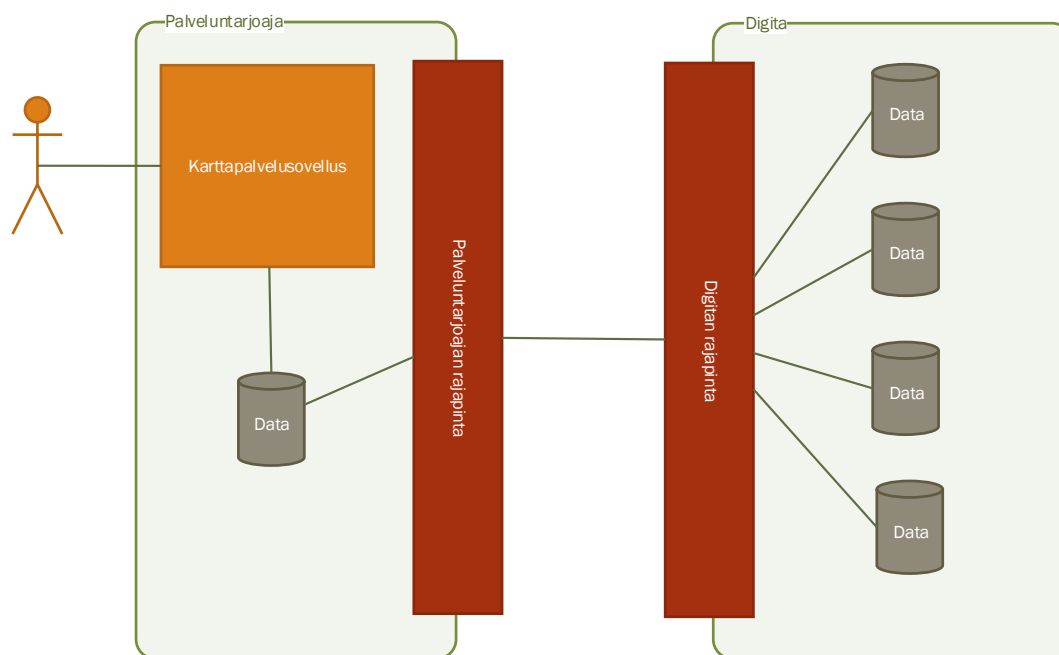 Palveluntarjoaja
Karttapalvelusovellus
Data
Palveluntarjoajan rajapinta
Digita
Digitan rajapinta
Data
Data
Data
Data